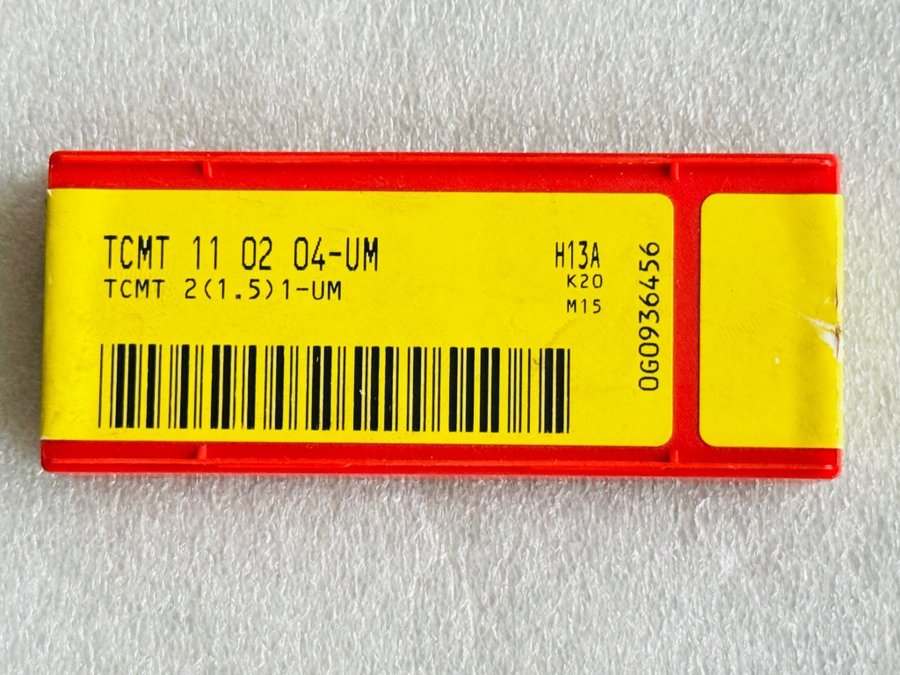 TCMT 11 02 04-UM
TCMT 2(1.5)1-UM
H13A
K20
M15
0G0936456